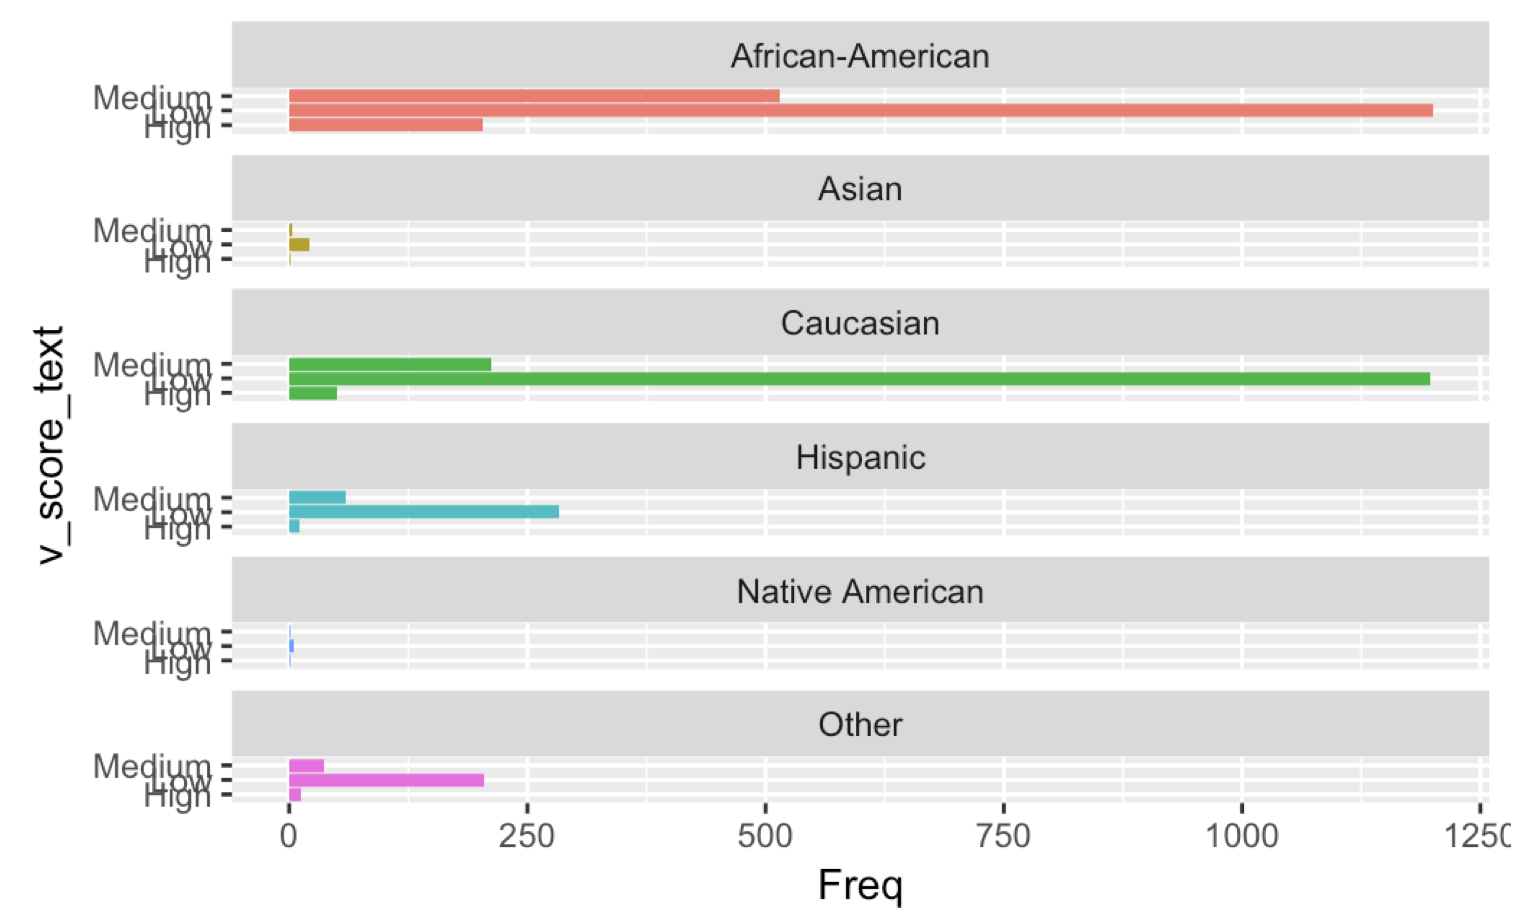 African-American
Medium
Low
High
Asian
Medium
Low
High
Caucasian
Medium
Low
High
Hispanic
Medium
Low
High
Native American
Medium
Low
High
Other
Medium
Low
High
0 250 500 750 1000 1250
Freq
v_score_text